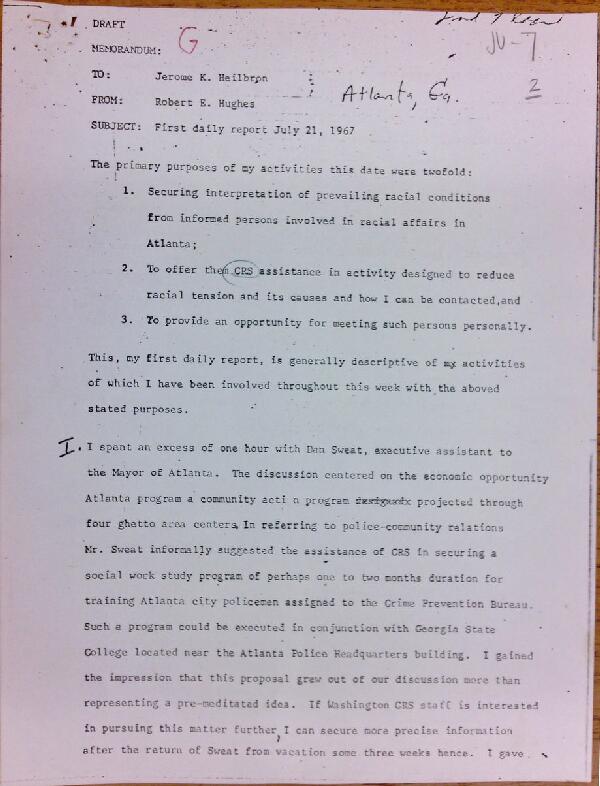 DRAFT
MEMORANDUM: G
JU-7
2
TO: Jerome K. Heilbron
Atlanta, Ga.
FROM: Robert E. Hughes
SUBJECT: First daily report July 21, 1967
The primary purposes of my activities this date were twofold:
1. Securing interpretation of prevailing racial conditions
from informed persons involved in racial affairs in
Atlanta;
2. To offer them CRS assistance in activity designed to reduce
racial tension and its causes and how I can be contacted,and
3. To provide an opportunity for meeting such persons personally.
This, my first daily report, is generally descriptive of my activities
of which I have been involved throughout this week with the aboved
stated purposes.
I. I spent an excess of one hour with Dan Sweat, executive assistant to
the Mayor of Atlanta. The discussion centered on the economic opportunity
Atlanta program a community acti n program projected through
four ghetto area centers. In referring to police-community relations
Mr. Sweat informally suggested the assistance of CRS in securing a
social work study program of perhaps one to two months duration for
training Atlanta city policemen assigned to the Crime Prevention Bureau.
Such a program could be executed in conjunction with Georgia State
College located near the Atlanta Police Headquarters building. I gained
the impression that this proposal grew out of our discussion more than
representing a pre-meditated idea. If Washington CRS staff is interested
in pursuing this matter further, I can secure more precise information
after the return of Sweat from vacation some three weeks hence. I gave